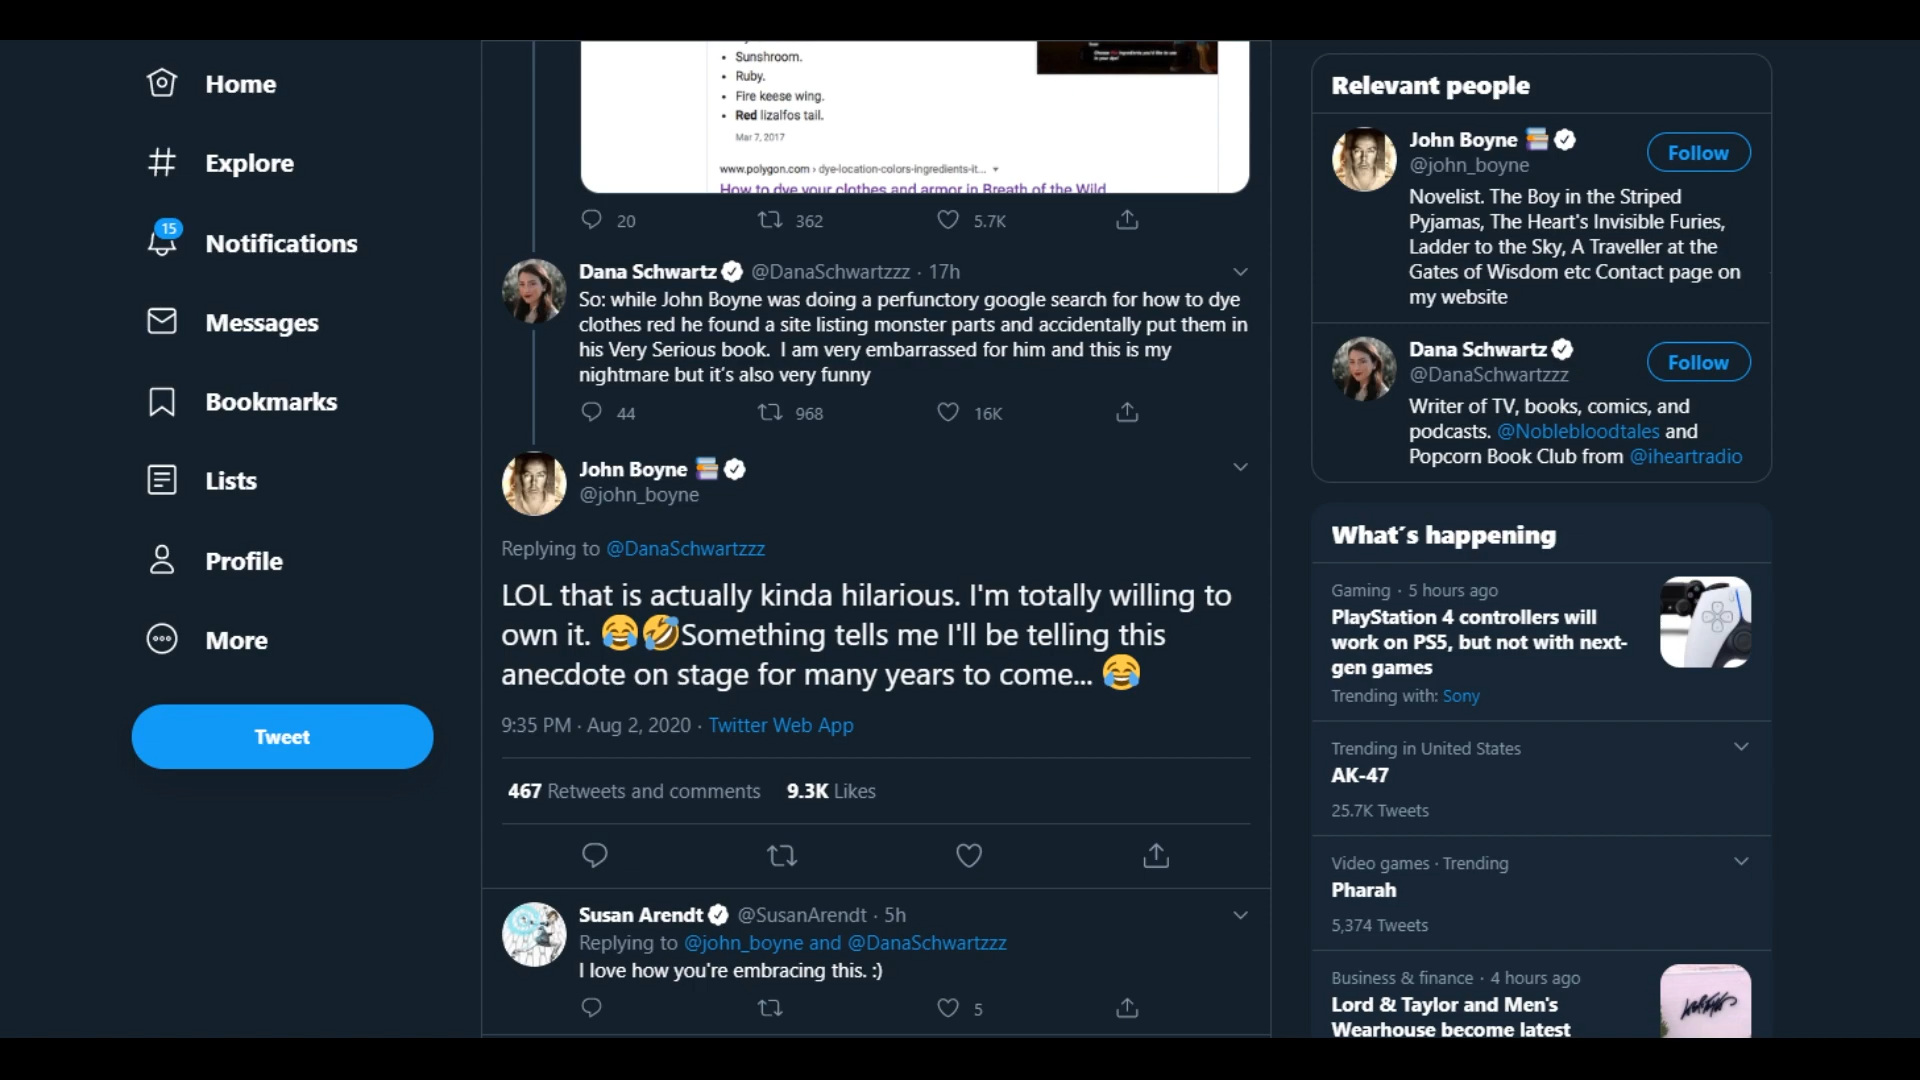 Home
Explore
15
Notifications
Messages
Bookmarks
Lists
Profile
More
Tweet
• Sunshroom.
• Ruby.
• Fire keese wing.
• Red lizalfos tail.
Mar 7, 2017
www.polygon.com › dye-location-colors-ingredients-it...
How to dye your clothes and armor in Breath of the Wild
20 362 5.7K
Dana Schwartz @DanaSchwartzzz · 17h
So: while John Boyne was doing a perfunctory google search for how to dye
clothes red he found a site listing monster parts and accidentally put them in
his Very Serious book. I am very embarrassed for him and this is my
nightmare but it's also very funny
44 968 16K
John Boyne 📚
@john_boyne
Replying to @DanaSchwartzzz
LOL that is actually kinda hilarious. I'm totally willing to
own it. 😂🤣Something tells me I'll be telling this
anecdote on stage for many years to come... 😂
9:35 PM · Aug 2, 2020 · Twitter Web App
467 Retweets and comments 9.3K Likes
Susan Arendt @SusanArendt · 5h
Replying to @john_boyne and @DanaSchwartzzz
I love how you're embracing this. :)
5
Relevant people
John Boyne 📚
@john_boyne
Follow
Novelist. The Boy in the Striped
Pyjamas, The Heart's Invisible Furies,
Ladder to the Sky, A Traveller at the
Gates of Wisdom etc Contact page on
my website
Dana Schwartz
@DanaSchwartzzz
Follow
Writer of TV, books, comics, and
podcasts. @Noblebloodtales and
Popcorn Book Club from @iheartradio
What's happening
Gaming · 5 hours ago
PlayStation 4 controllers will
work on PS5, but not with next-
gen games
Trending with: Sony
Trending in United States
AK-47
25.7K Tweets
Video games · Trending
Pharah
5,374 Tweets
Business & finance · 4 hours ago
Lord & Taylor and Men's
Wearhouse become latest